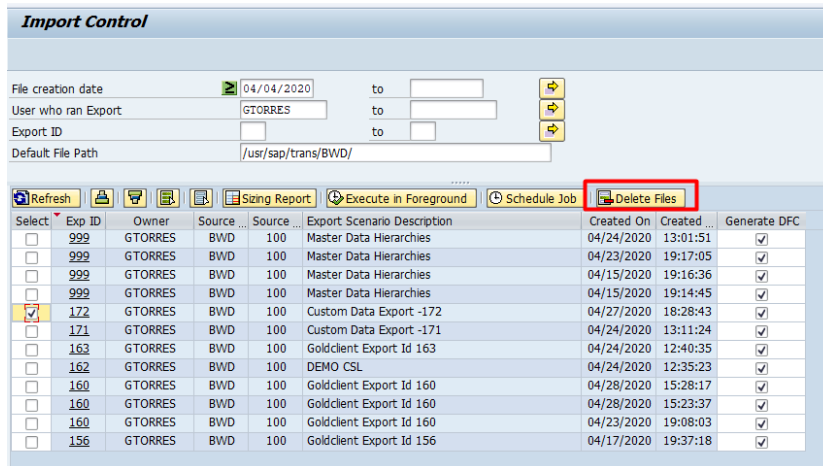 Import Control
File creation date ≥ 04/04/2020 to
User who ran Export GTORRES to
Export ID to
Default File Path /usr/sap/trans/BWD/
Refresh Sizing Report Execute in Foreground Schedule Job Delete Files
Select Exp ID Owner Source ... Source ... Export Scenario Description Created On Created ... Generate DFC
999 GTORRES BWD 100 Master Data Hierarchies 04/24/2020 13:01:51
999 GTORRES BWD 100 Master Data Hierarchies 04/23/2020 19:17:05
999 GTORRES BWD 100 Master Data Hierarchies 04/15/2020 19:16:36
999 GTORRES BWD 100 Master Data Hierarchies 04/15/2020 19:14:45
172 GTORRES BWD 100 Custom Data Export -172 04/27/2020 18:28:43
171 GTORRES BWD 100 Custom Data Export -171 04/24/2020 13:11:24
163 GTORRES BWD 100 Goldclient Export Id 163 04/24/2020 12:40:35
162 GTORRES BWD 100 DEMO CSL 04/24/2020 12:35:23
160 GTORRES BWD 100 Goldclient Export Id 160 04/28/2020 15:28:17
160 GTORRES BWD 100 Goldclient Export Id 160 04/28/2020 15:23:37
160 GTORRES BWD 100 Goldclient Export Id 160 04/23/2020 19:08:03
156 GTORRES BWD 100 Goldclient Export Id 156 04/17/2020 19:37:18